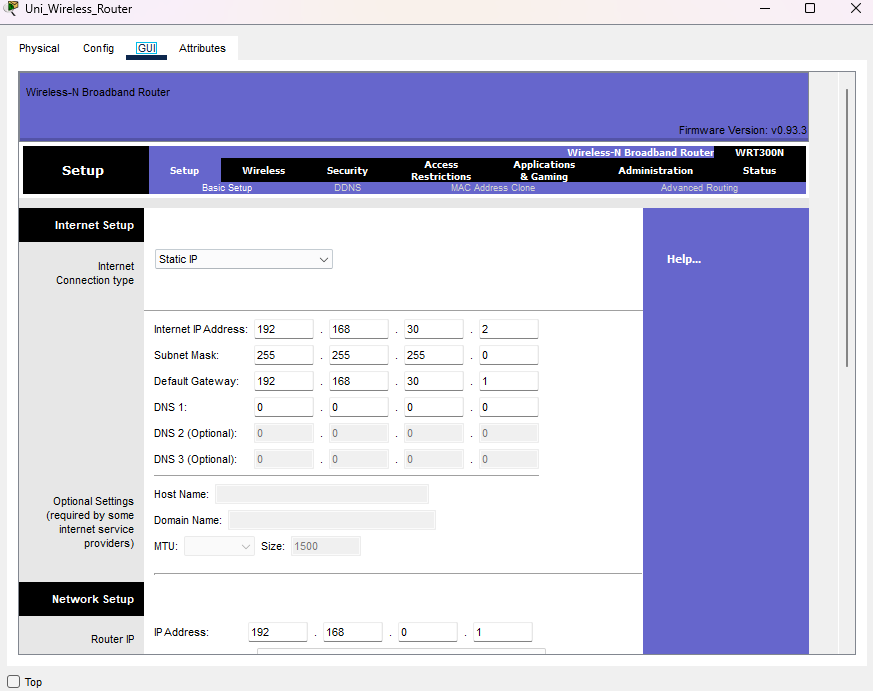 Uni_Wireless_Router
Physical Config GUI Attributes
Wireless-N Broadband Router
Firmware Version: v0.93.3
Wireless-N Broadband Router WRT300N
Setup
Setup Wireless Security Access Restrictions Applications & Gaming Administration Status
Basic Setup DDNS MAC Address Clone Advanced Routing
Internet Setup
Internet Connection type
Static IP
Help...
Internet IP Address: 192 . 168 . 30 . 2
Subnet Mask: 255 . 255 . 255 . 0
Default Gateway: 192 . 168 . 30 . 1
DNS 1: 0 . 0 . 0 . 0
DNS 2 (Optional): 0 . 0 . 0 . 0
DNS 3 (Optional): 0 . 0 . 0 . 0
Optional Settings
(required by some
internet service
providers)
Host Name:
Domain Name:
MTU: Size: 1500
Network Setup
Router IP
IP Address: 192 . 168 . 0 . 1
Top